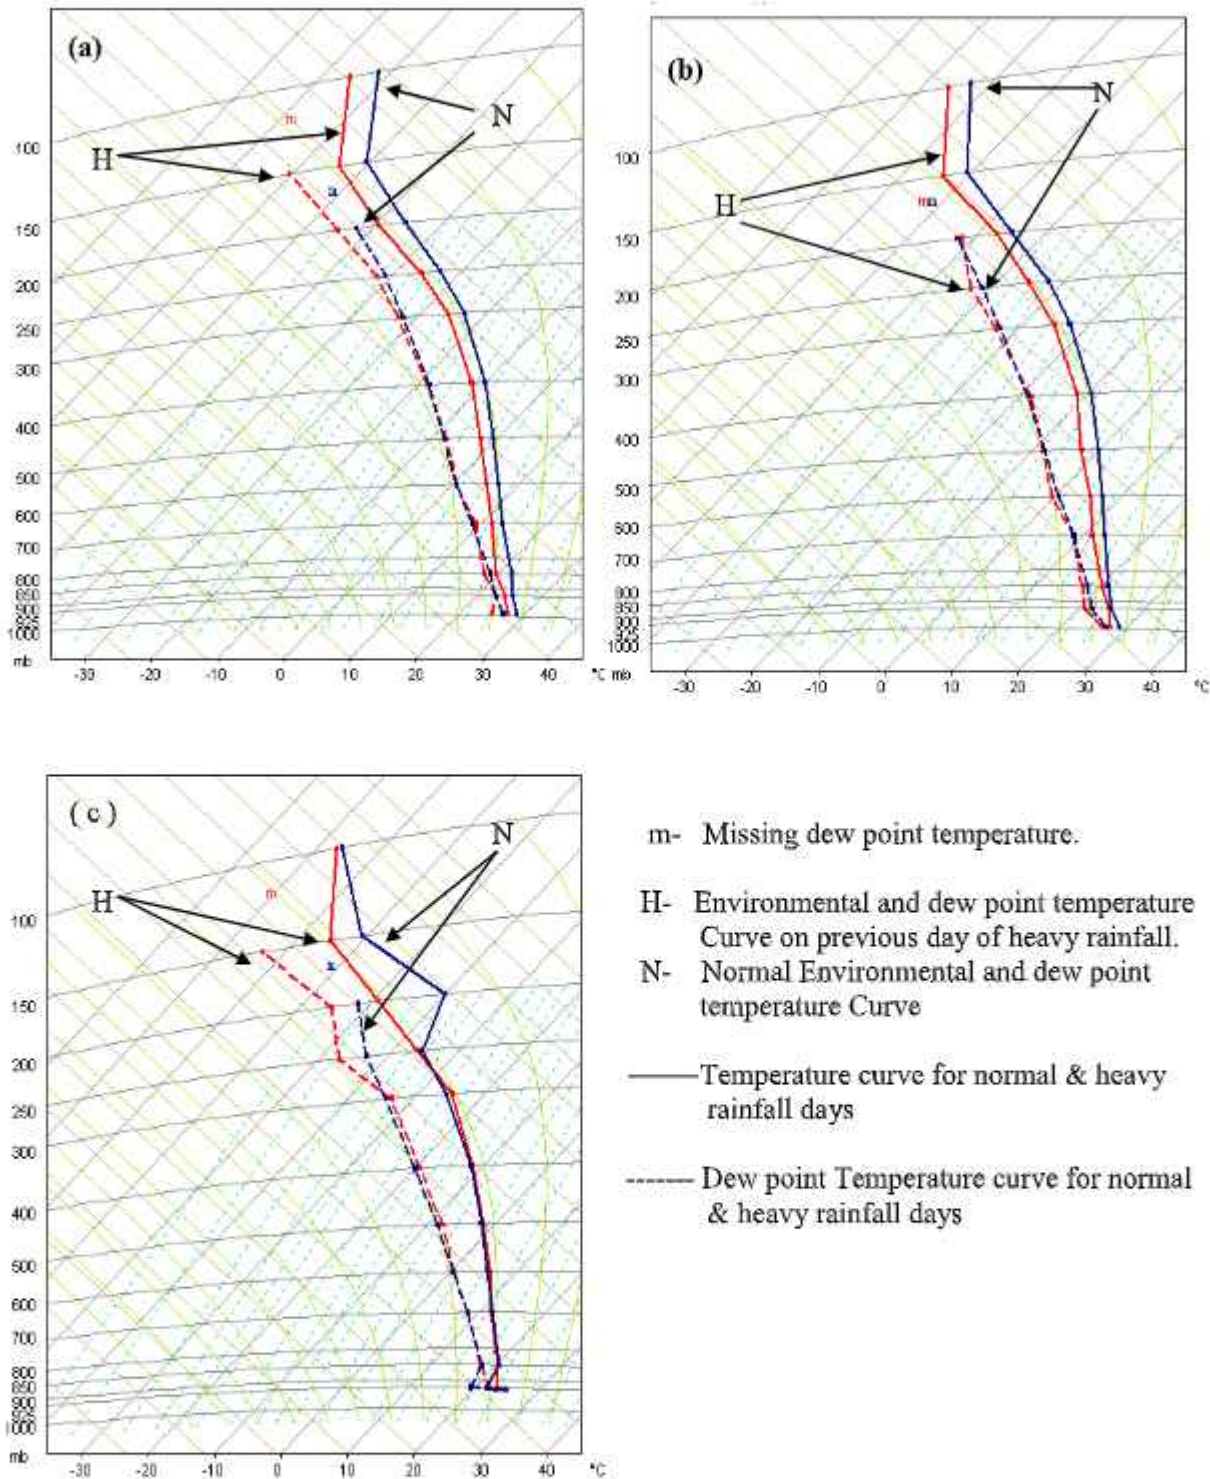 (a)
N
m
H
n
100
150
200
250
300
400
500
600
700
800
850
900
1000
mb
-30 -20 -10 0 10 20 30 40 °C
(b)
N
H
100
150
200
250
300
400
500
600
700
800
850
900
1000
mb
-30 -20 -10 0 10 20 30 40 °C
( c )
N
m
H
100
150
200
250
300
400
500
600
700
800
850
900
1000
mb
-30 -20 -10 0 10 20 30 40 °C
m- Missing dew point temperature.
H- Environmental and dew point temperature
Curve on previous day of heavy rainfall.
N- Normal Environmental and dew point
temperature Curve
Temperature curve for normal & heavy
rainfall days
Dew point Temperature curve for normal
& heavy rainfall days